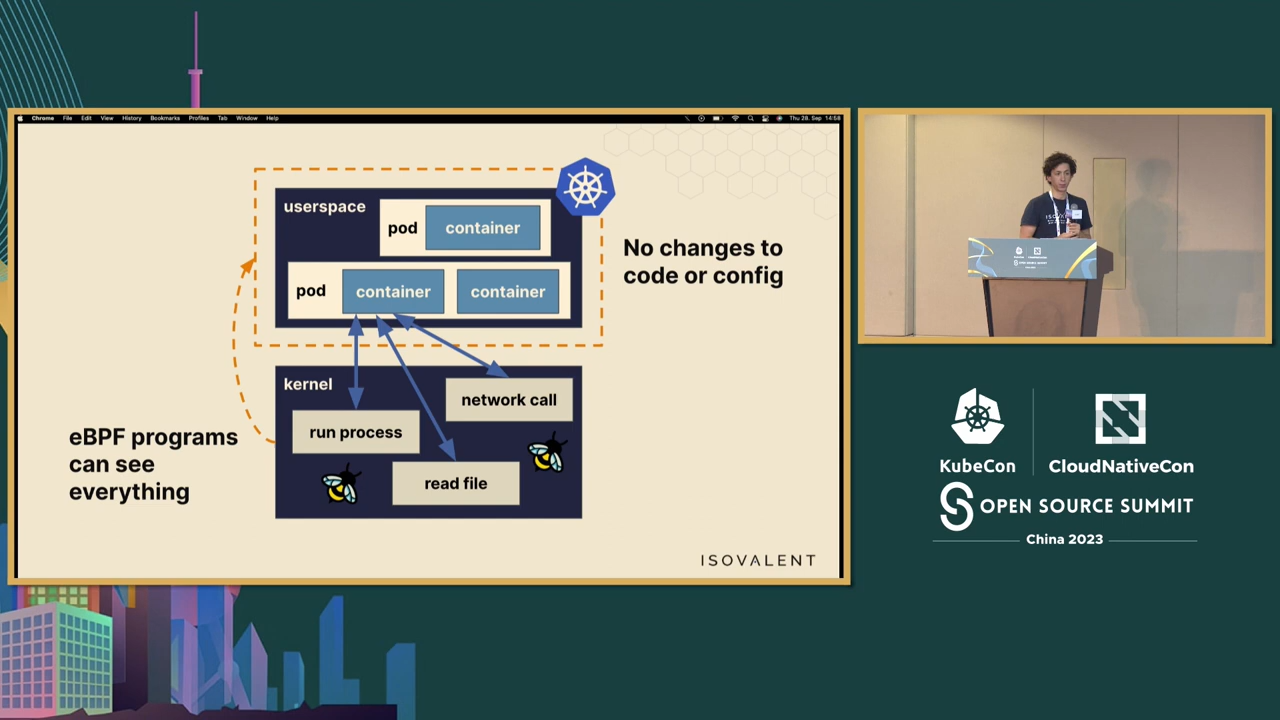 Chrome File Edit View History Bookmarks Profiles Tab Window Help
Thu 28. Sep 14:58
userspace
pod
container
pod
container
container
No changes to
code or config
kernel
network call
run process
read file
eBPF programs
can see
everything
ISOVALENT
KubeCon
CloudNativeCon
OPEN SOURCE SUMMIT
China 2023